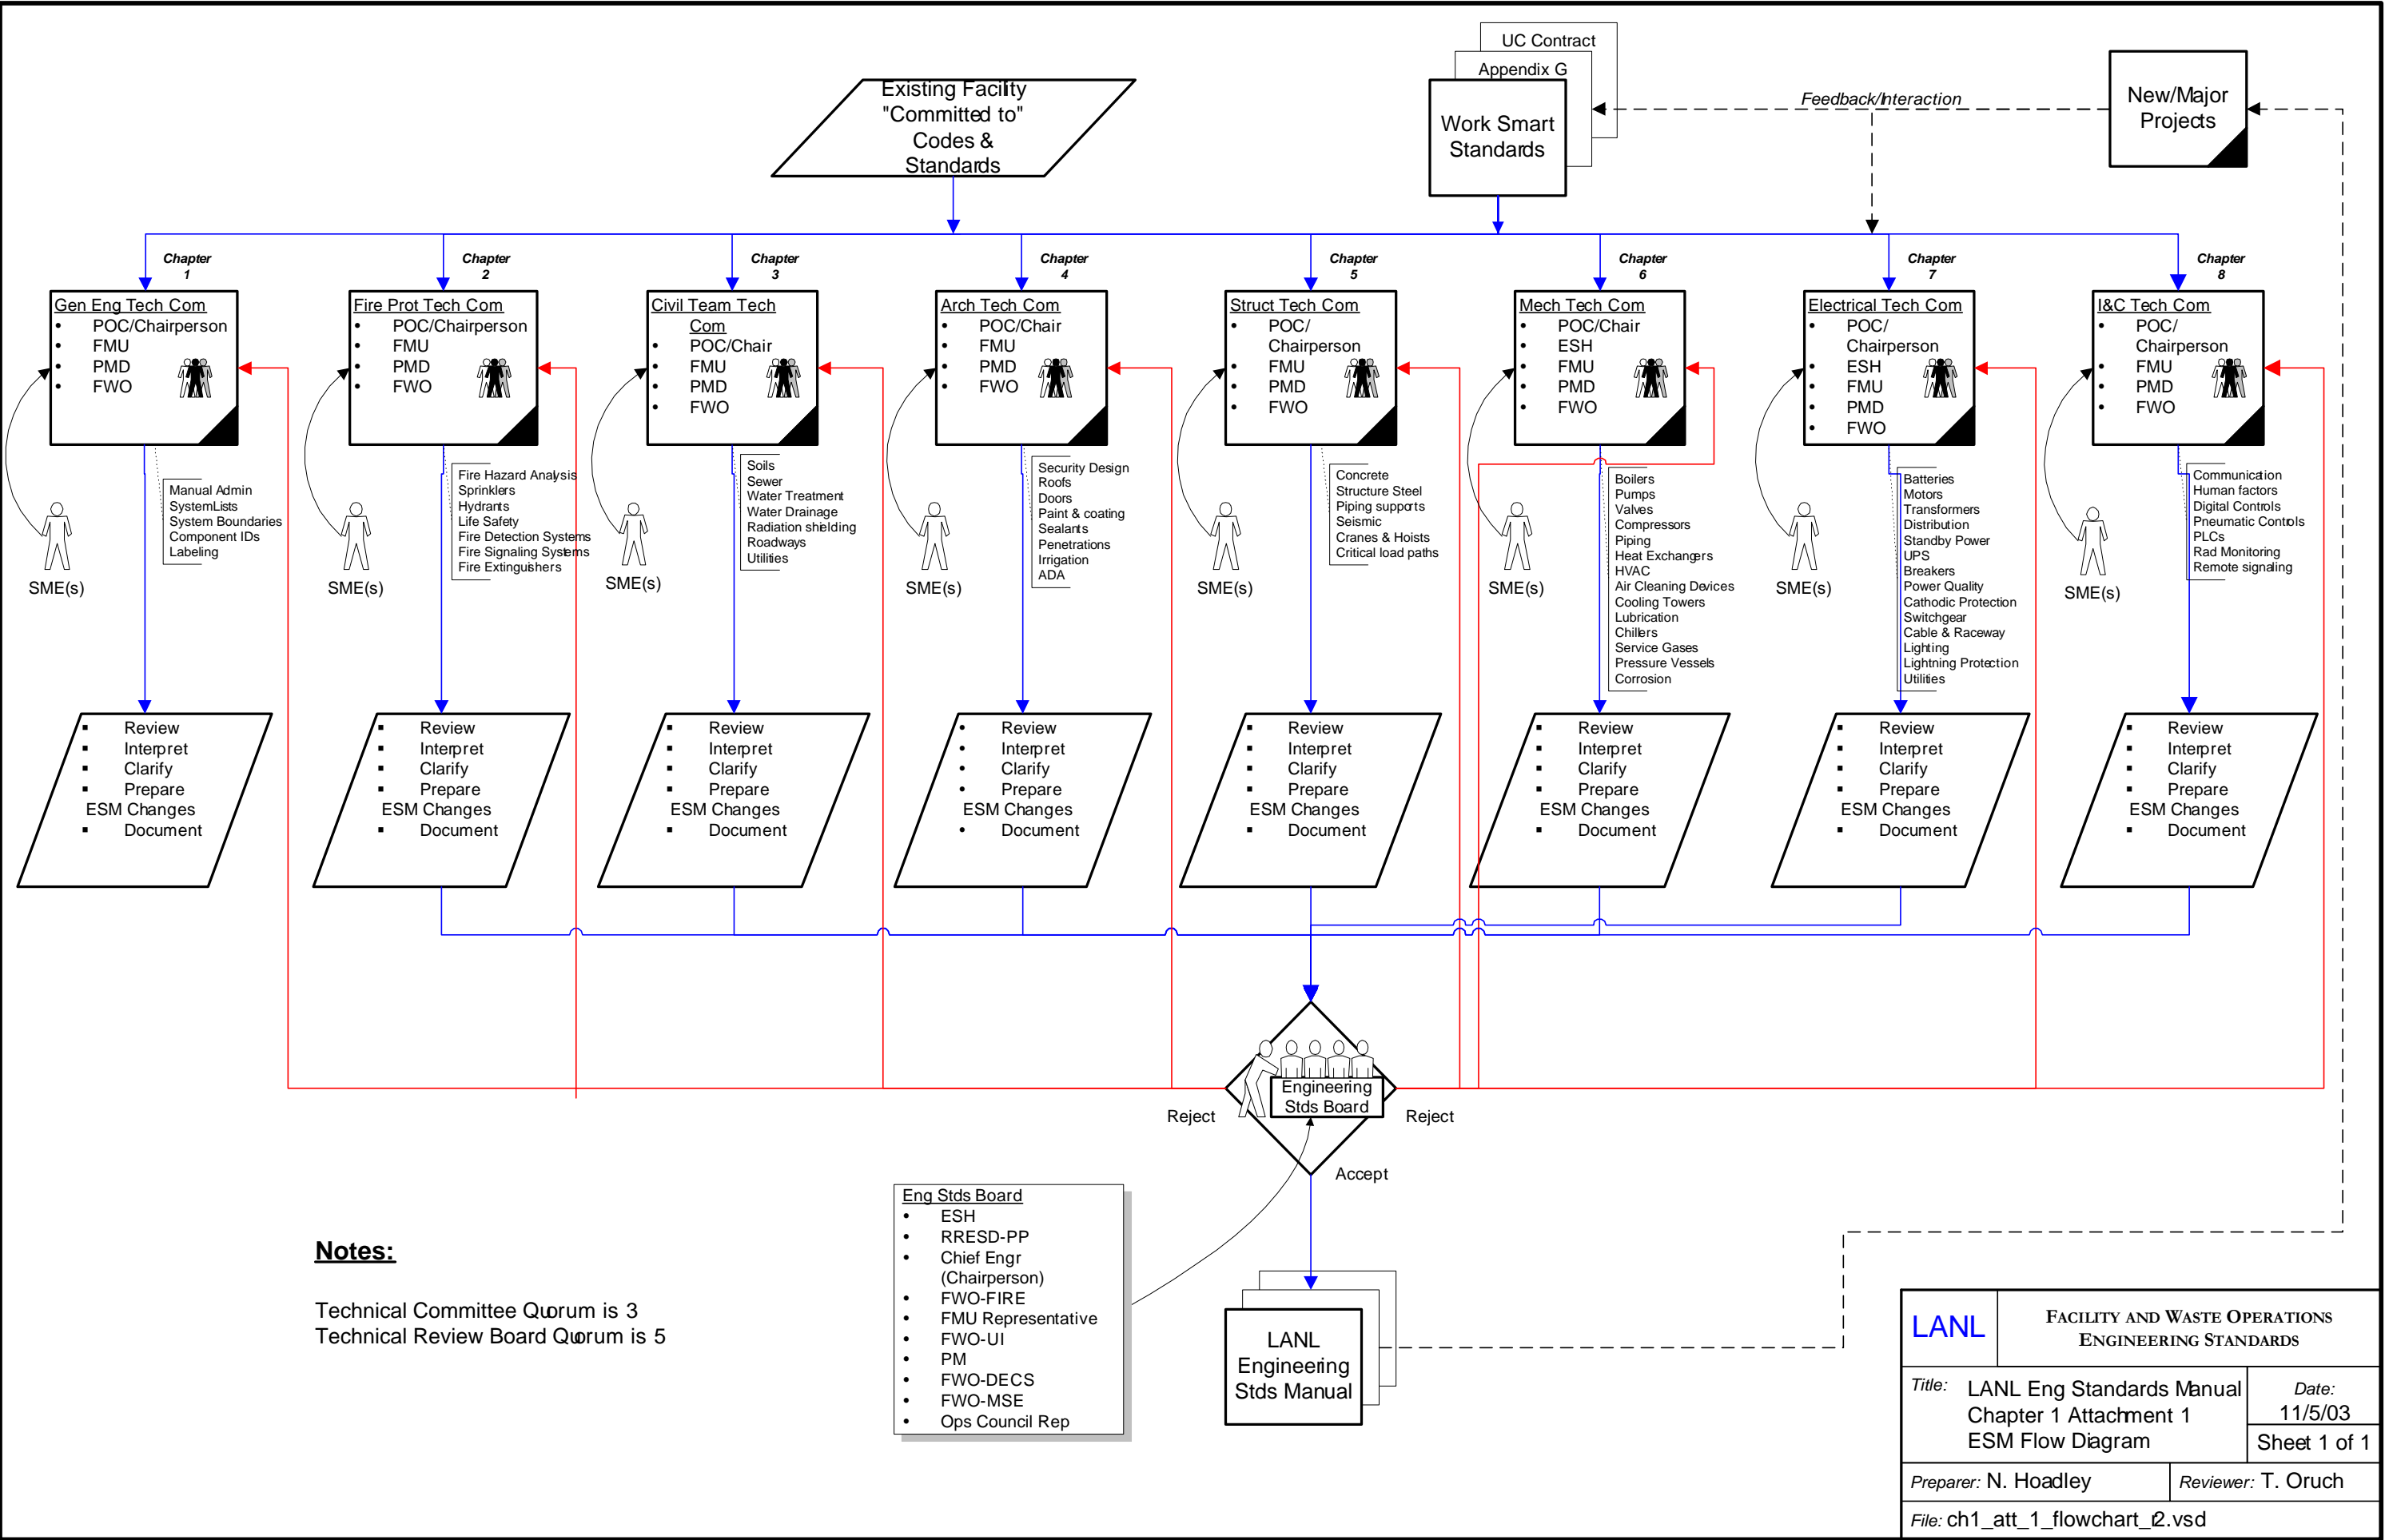 UC Contract
Appendix G
Work Smart
Standards
Existing Facility
"Committed to"
Codes &
Standards
Feedback/Interaction
New/Major
Projects
Chapter
1
Chapter
2
Chapter
3
Chapter
4
Chapter
5
Chapter
6
Chapter
7
Chapter
8
Gen Eng Tech Com
• POC/Chairperson
• FMU
• PMD
• FWO
Fire Prot Tech Com
• POC/Chairperson
• FMU
• PMD
• FWO
Civil Team Tech
Com
• POC/Chair
• FMU
• PMD
• FWO
Arch Tech Com
• POC/Chair
• FMU
• PMD
• FWO
Struct Tech Com
• POC/
Chairperson
• FMU
• PMD
• FWO
Mech Tech Com
• POC/Chair
• ESH
• FMU
• PMD
• FWO
Electrical Tech Com
• POC/
Chairperson
• ESH
• FMU
• PMD
• FWO
I&C Tech Com
• POC/
Chairperson
• FMU
• PMD
• FWO
SME(s)
Manual Admin
SystemLists
System Boundaries
Component IDs
Labeling
SME(s)
Fire Hazard Analysis
Sprinklers
Hydrants
Life Safety
Fire Detection Systems
Fire Signaling Systems
Fire Extinguishers
SME(s)
Soils
Sewer
Water Treatment
Water Drainage
Radiation shielding
Roadways
Utilities
SME(s)
Security Design
Roofs
Doors
Paint & coating
Sealants
Penetrations
Irrigation
ADA
SME(s)
Concrete
Structure Steel
Piping supports
Seismic
Cranes & Hoists
Critical load paths
SME(s)
Boilers
Pumps
Valves
Compressors
Piping
Heat Exchangers
HVAC
Air Cleaning Devices
Cooling Towers
Lubrication
Chillers
Service Gases
Pressure Vessels
Corrosion
SME(s)
Batteries
Motors
Transformers
Distribution
Standby Power
UPS
Breakers
Power Quality
Cathodic Protection
Switchgear
Cable & Raceway
Lighting
Lightning Protection
Utilities
SME(s)
Communication
Human factors
Digital Controls
Pneumatic Controls
PLCs
Rad Monitoring
Remote signaling
▪ Review
▪ Interpret
▪ Clarify
▪ Prepare
ESM Changes
▪ Document
▪ Review
▪ Interpret
▪ Clarify
▪ Prepare
ESM Changes
▪ Document
▪ Review
▪ Interpret
▪ Clarify
▪ Prepare
ESM Changes
▪ Document
• Review
• Interpret
• Clarify
• Prepare
ESM Changes
• Document
▪ Review
▪ Interpret
▪ Clarify
▪ Prepare
ESM Changes
▪ Document
▪ Review
▪ Interpret
▪ Clarify
▪ Prepare
ESM Changes
▪ Document
▪ Review
▪ Interpret
▪ Clarify
▪ Prepare
ESM Changes
▪ Document
▪ Review
▪ Interpret
▪ Clarify
▪ Prepare
ESM Changes
▪ Document
Engineering
Stds Board
Reject
Reject
Accept
Eng Stds Board
• ESH
• RRESD-PP
• Chief Engr
(Chairperson)
• FWO-FIRE
• FMU Representative
• FWO-UI
• PM
• FWO-DECS
• FWO-MSE
• Ops Council Rep
LANL
Engineering
Stds Manual
Notes:
Technical Committee Quorum is 3
Technical Review Board Quorum is 5
LANL
FACILITY AND WASTE OPERATIONS
ENGINEERING STANDARDS
Title: LANL Eng Standards Manual
Chapter 1 Attachment 1
ESM Flow Diagram
Date:
11/5/03
Sheet 1 of 1
Preparer: N. Hoadley
Reviewer: T. Oruch
File: ch1_att_1_flowchart_r2.vsd